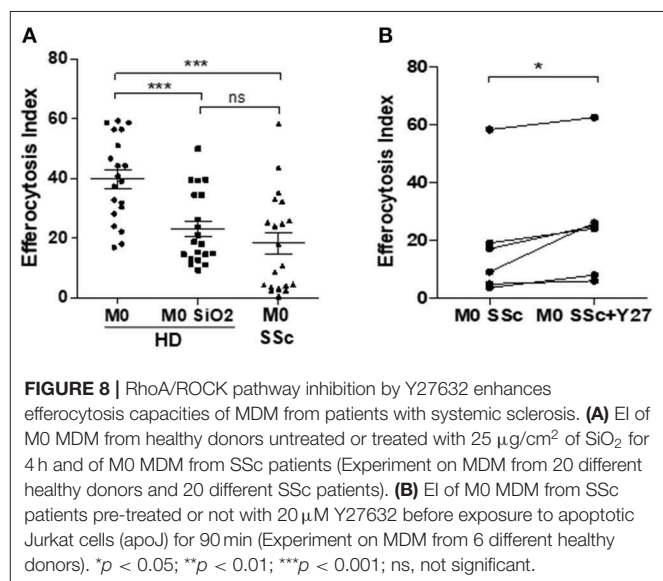 A
B
Efferocytosis Index
80
60
40
20
0
***
***
ns
M0 M0 SiO2 M0
HD SSc
Efferocytosis Index
80
60
40
20
0
*
M0 SSc M0 SSc+Y27
FIGURE 8 | RhoA/ROCK pathway inhibition by Y27632 enhances
efferocytosis capacities of MDM from patients with systemic sclerosis. (A) EI of
M0 MDM from healthy donors untreated or treated with 25 μg/cm² of SiO₂ for
4 h and of M0 MDM from SSc patients (Experiment on MDM from 20 different
healthy donors and 20 different SSc patients). (B) EI of M0 MDM from SSc
patients pre-treated or not with 20 μM Y27632 before exposure to apoptotic
Jurkat cells (apoJ) for 90 min (Experiment on MDM from 6 different healthy
donors). *p < 0.05; **p < 0.01; ***p < 0.001; ns, not significant.